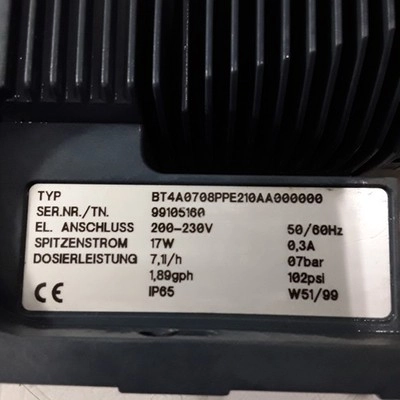 TYP BT4A0708PPE210AA000000
SER.NR./TN. 99105160
EL. ANSCHLUSS 200-230V 50/60Hz
SPITZENSTROM 17W 0,3A
DOSIERLEISTUNG 7,1l/h 07bar
1,89gph 102psi
CE IP65 W51/99